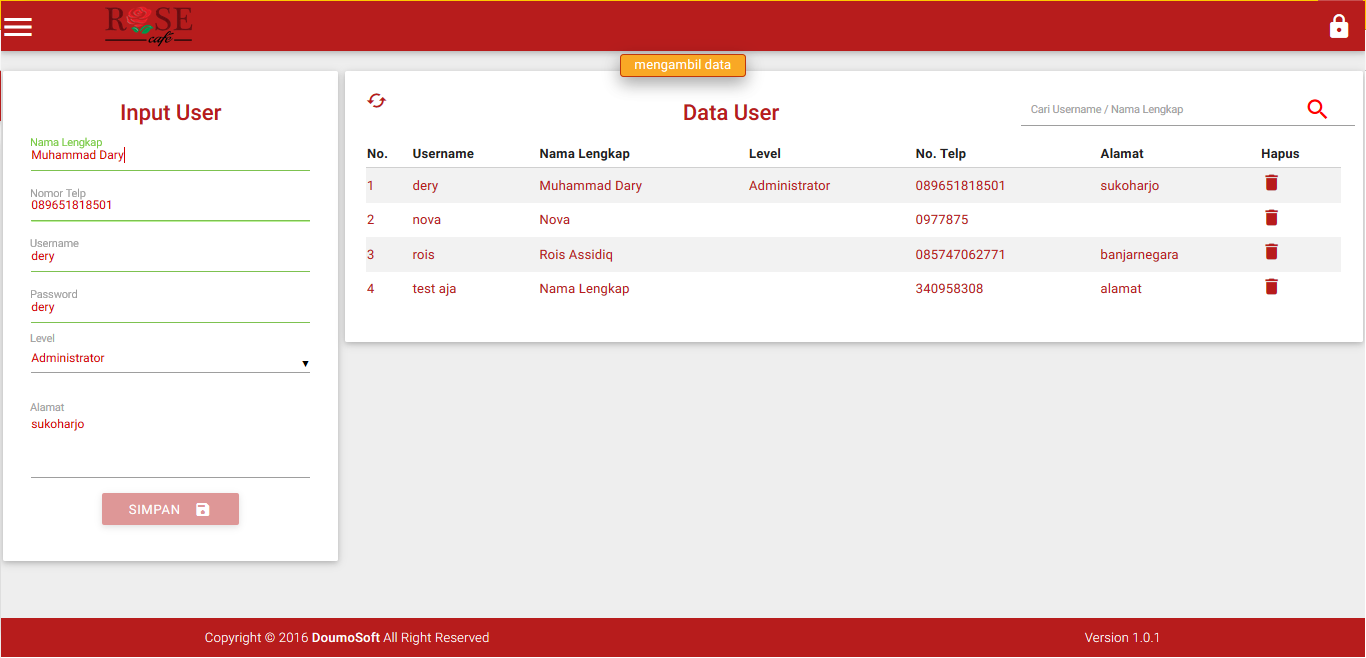 ROSE
café
mengambil data
Input User
Nama Lengkap
Muhammad Dary
Nomor Telp
089651818501
Username
dery
Password
dery
Level
Administrator
Alamat
sukoharjo
SIMPAN
Data User
Cari Username / Nama Lengkap
No. Username Nama Lengkap Level No. Telp Alamat Hapus
1 dery Muhammad Dary Administrator 089651818501 sukoharjo
2 nova Nova 0977875
3 rois Rois Assidiq 085747062771 banjarnegara
4 test aja Nama Lengkap 340958308 alamat
Copyright © 2016 DoumoSoft All Right Reserved
Version 1.0.1